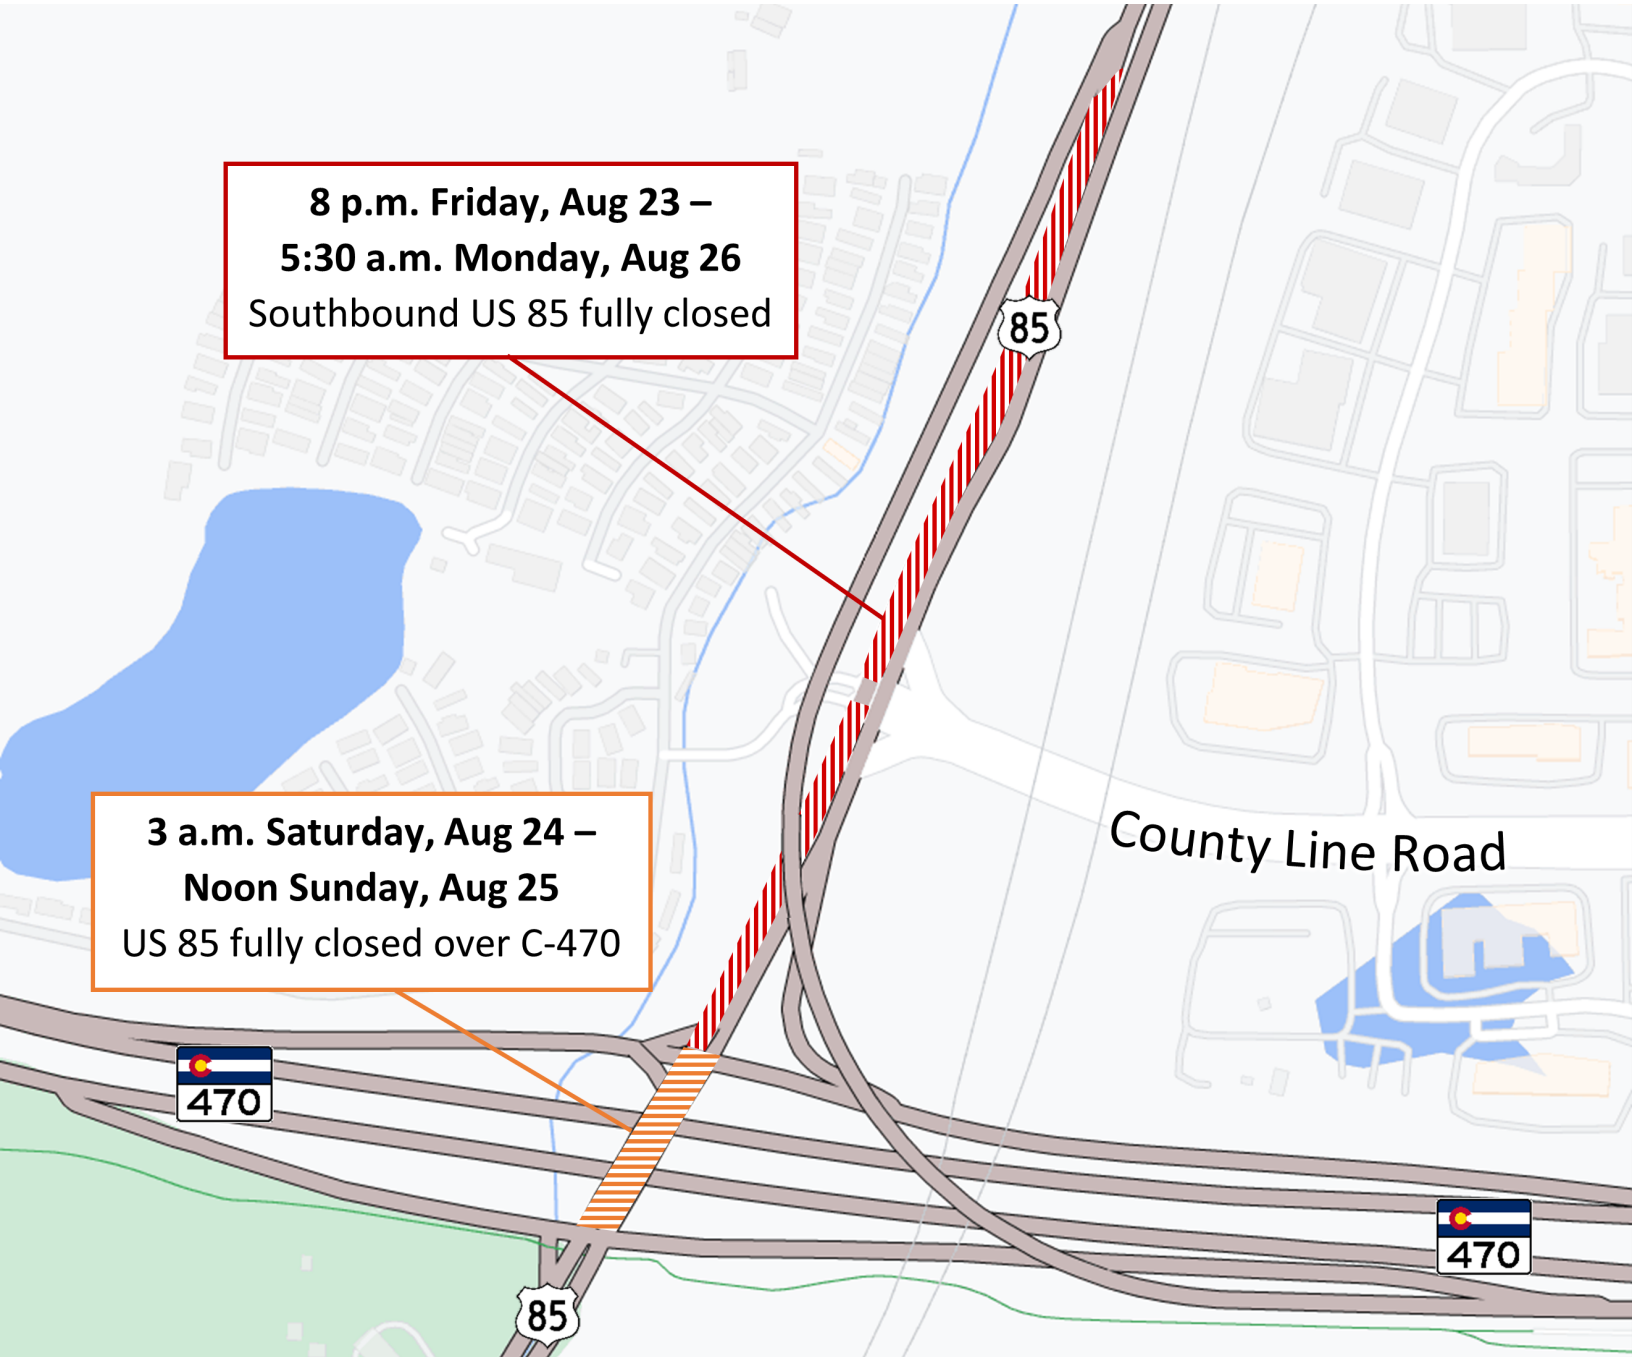 8 p.m. Friday, Aug 23 –
5:30 a.m. Monday, Aug 26
Southbound US 85 fully closed
85
County Line Road
3 a.m. Saturday, Aug 24 –
Noon Sunday, Aug 25
US 85 fully closed over C-470
470
470
85